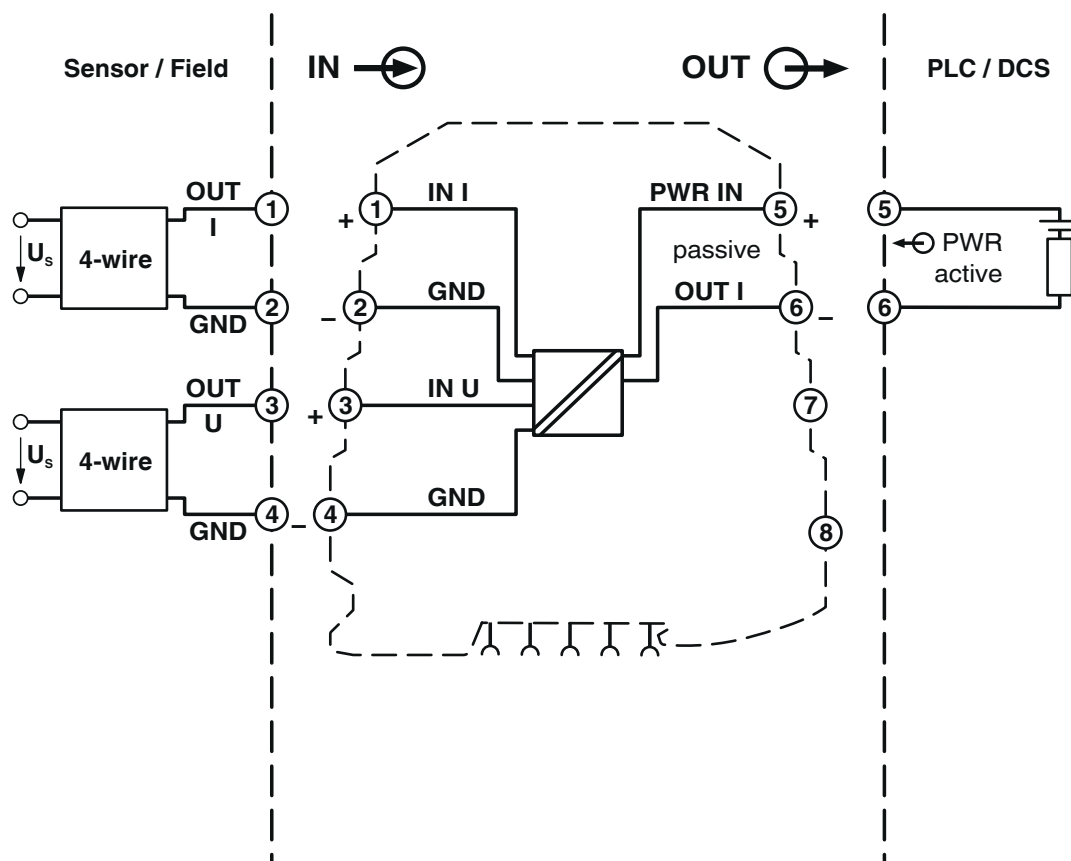 Sensor / Field
IN
OUT
PLC / DCS
OUT
I
1
+
1
IN I
PWR IN
5
+
5
4-wire
Us
passive
PWR
active
GND
2
–
2
GND
OUT I
6
–
6
OUT
U
3
+
3
IN U
7
4-wire
Us
GND
4
–
4
GND
8